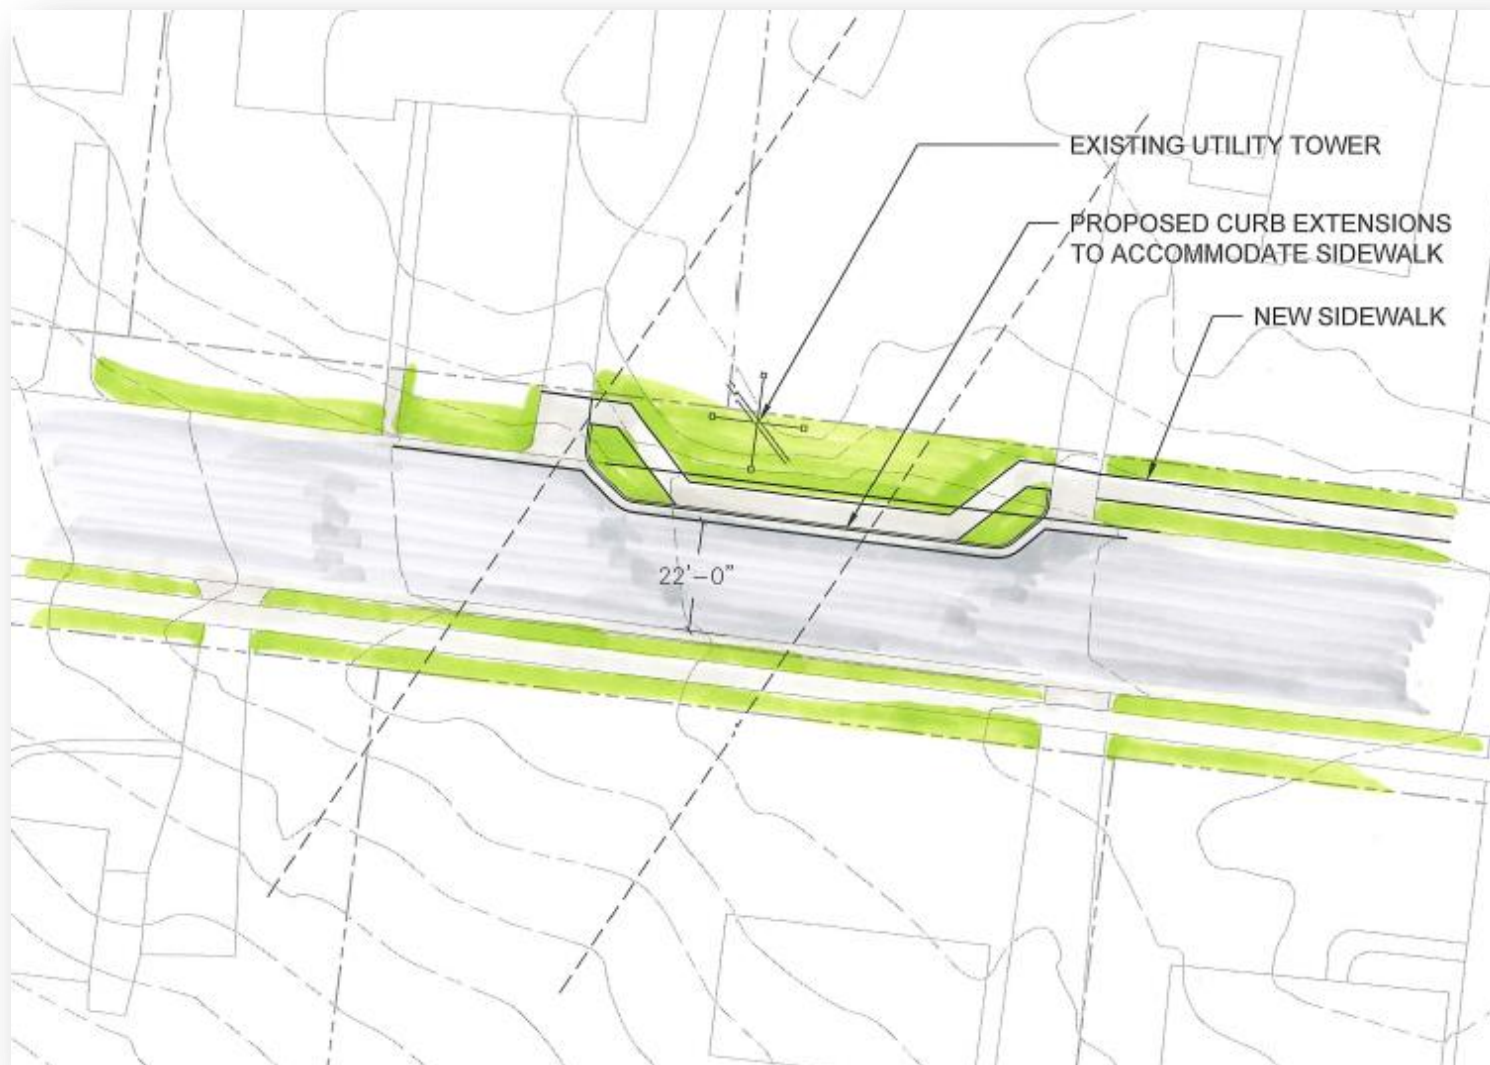 EXISTING UTILITY TOWER
PROPOSED CURB EXTENSIONS
TO ACCOMMODATE SIDEWALK
NEW SIDEWALK
22'-0"